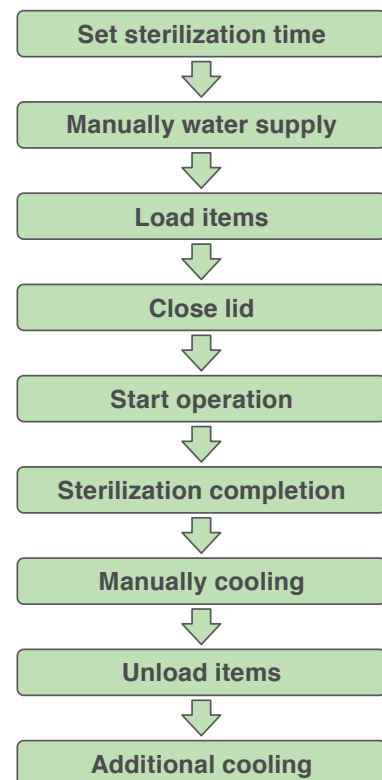 Set sterilization time
Manually water supply
Load items
Close lid
Start operation
Sterilization completion
Manually cooling
Unload items
Additional cooling